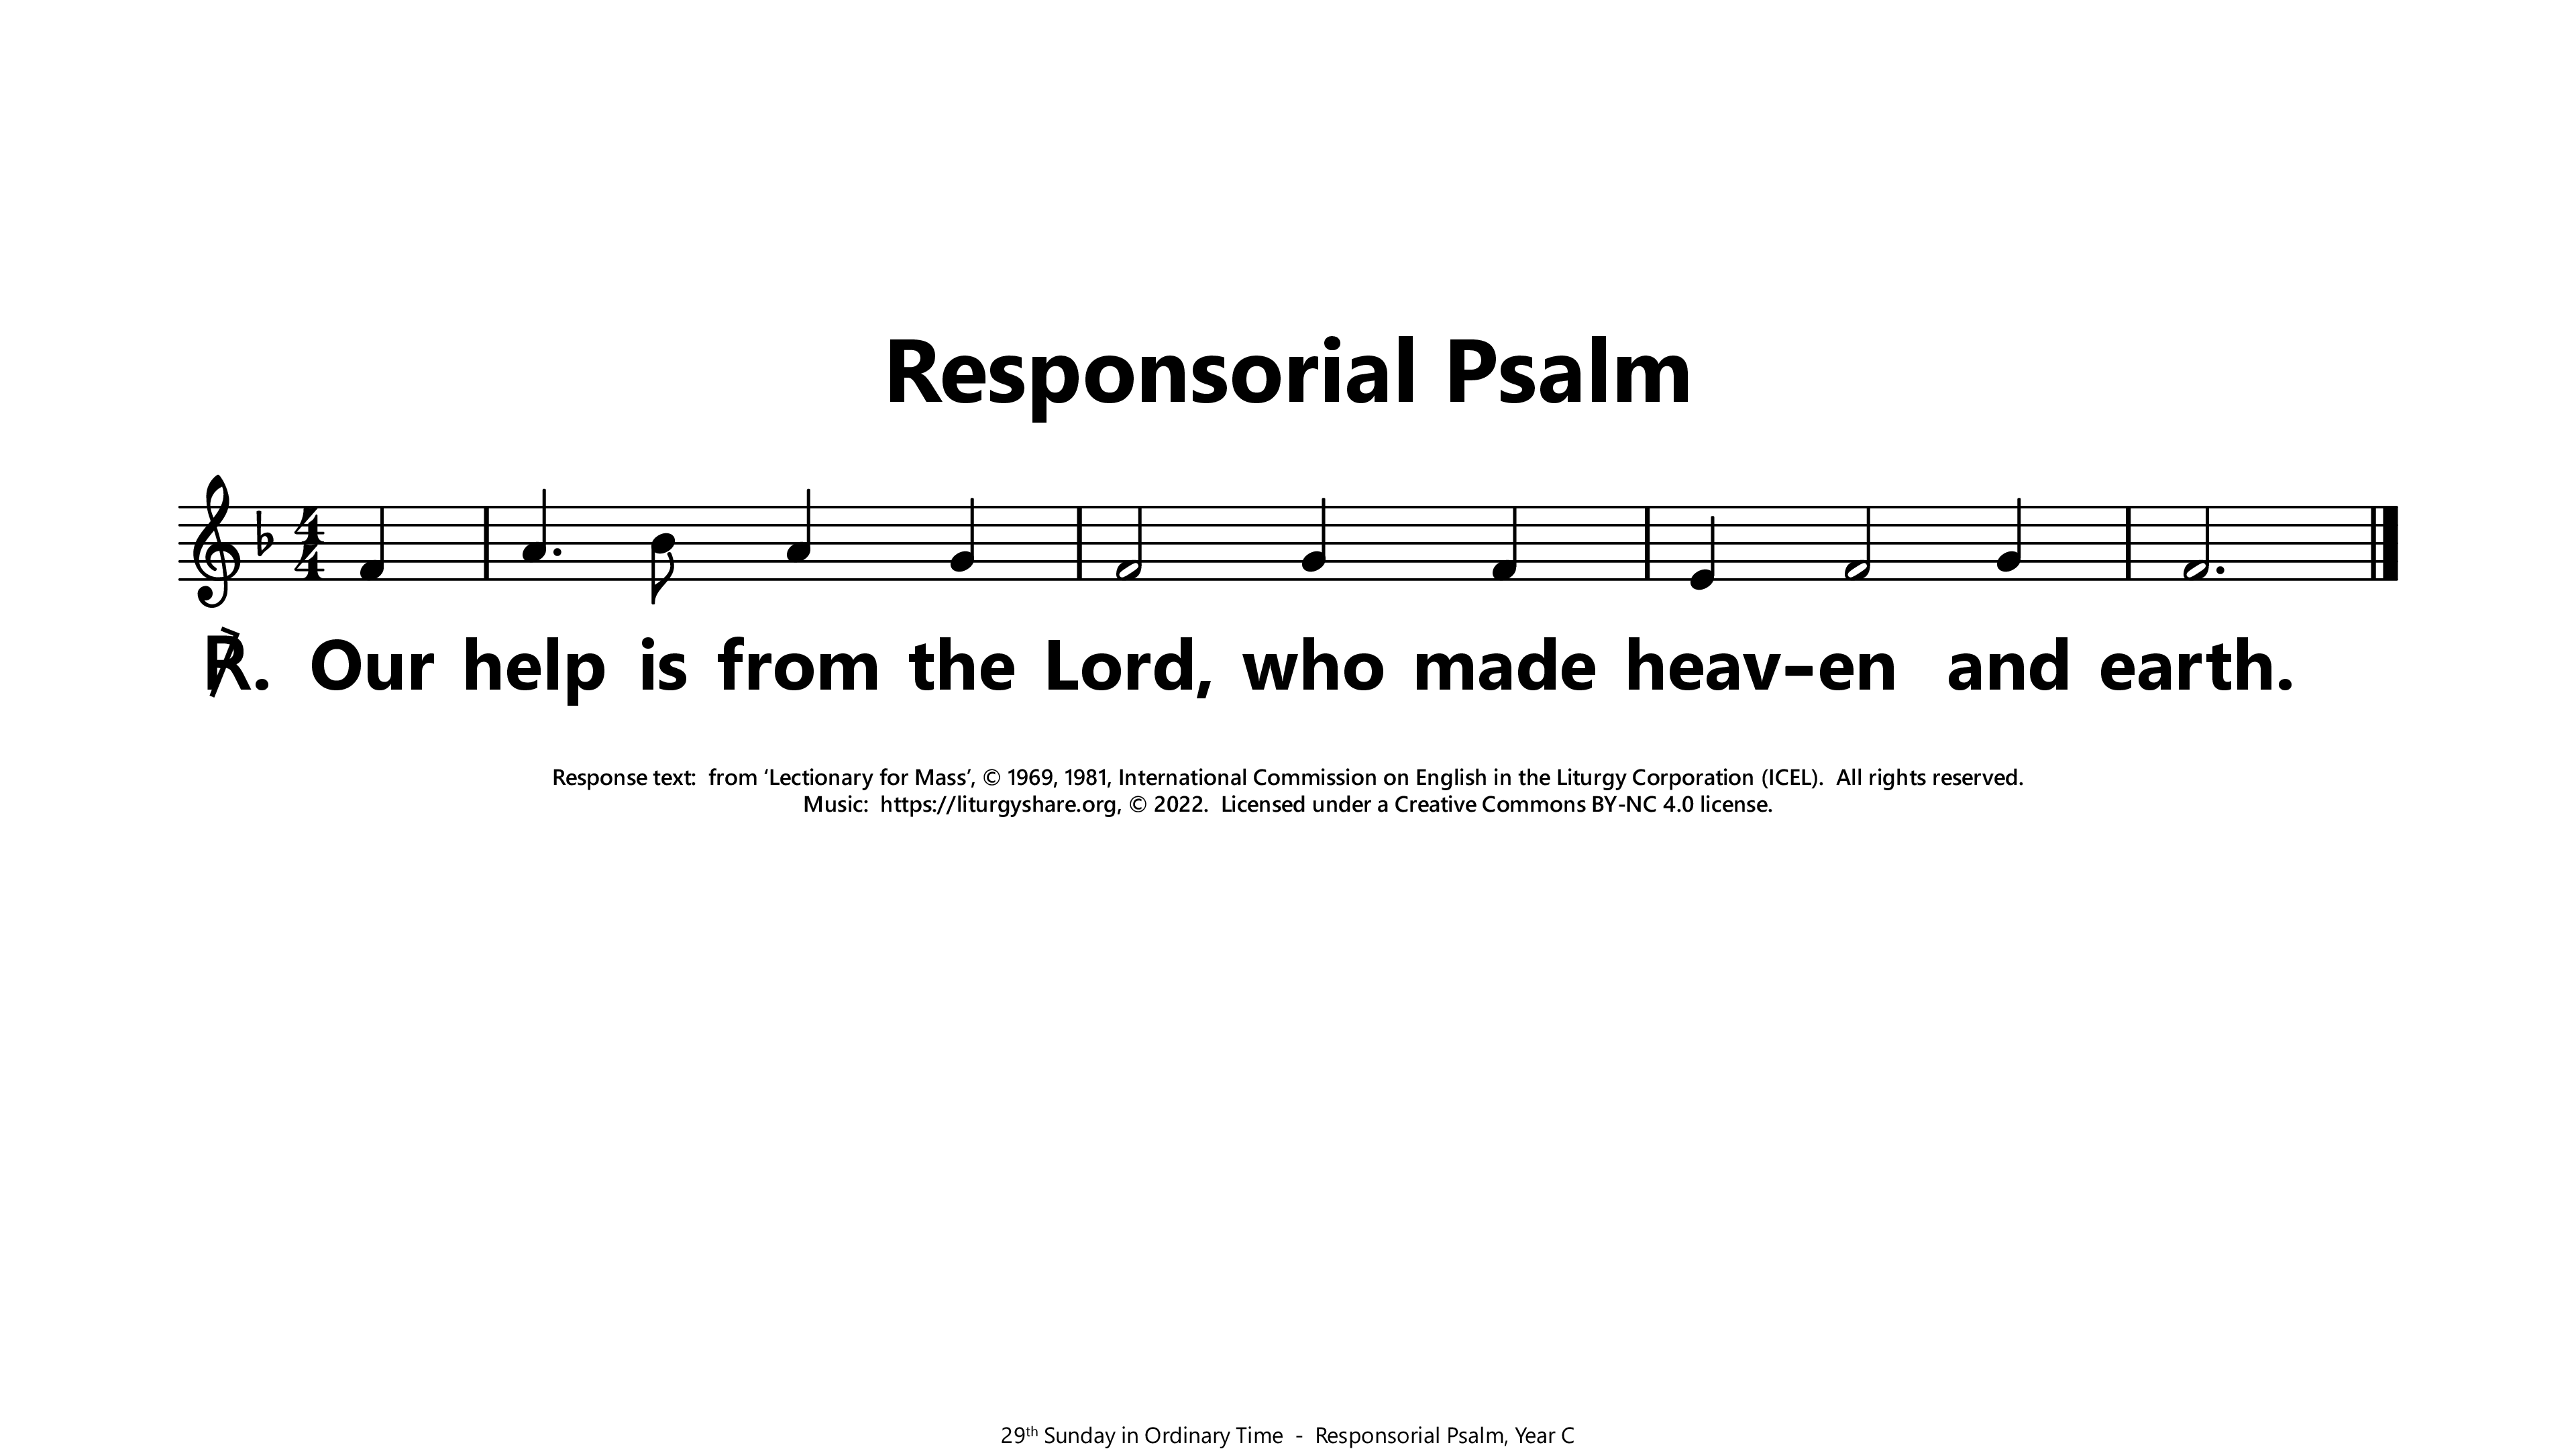 Responsorial Psalm
4
4
℟. Our help is from the Lord, who made heav-en and earth.
Response text: from ‘Lectionary for Mass’, © 1969, 1981, International Commission on English in the Liturgy Corporation (ICEL). All rights reserved.
Music: https://liturgyshare.org, © 2022. Licensed under a Creative Commons BY-NC 4.0 license.
29th Sunday in Ordinary Time - Responsorial Psalm, Year C